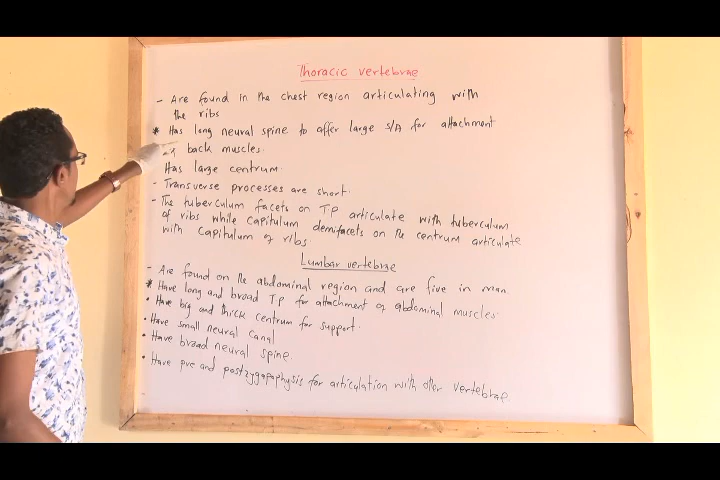 Thoracic vertebrae
- Are found in the chest region articulating with
the ribs
* Has long neural spine to offer large S/A for attachment
back muscles.
Has large centrum.
- Transverse processes are short.
- The tuberculum facets on TP articulate with tuberculum
of ribs while capitulum demifacets on the centrum articulate
with capitulum of ribs
Lumbar vertebrae
- Are found on the abdominal region and are five in man
* Have long and broad TP for attachment of abdominal muscles.
• Have big and thick centrum for support.
• Have small neural canal
• Have broad neural spine.
• Have pre and postzygapophysis for articulation with other vertebrae.